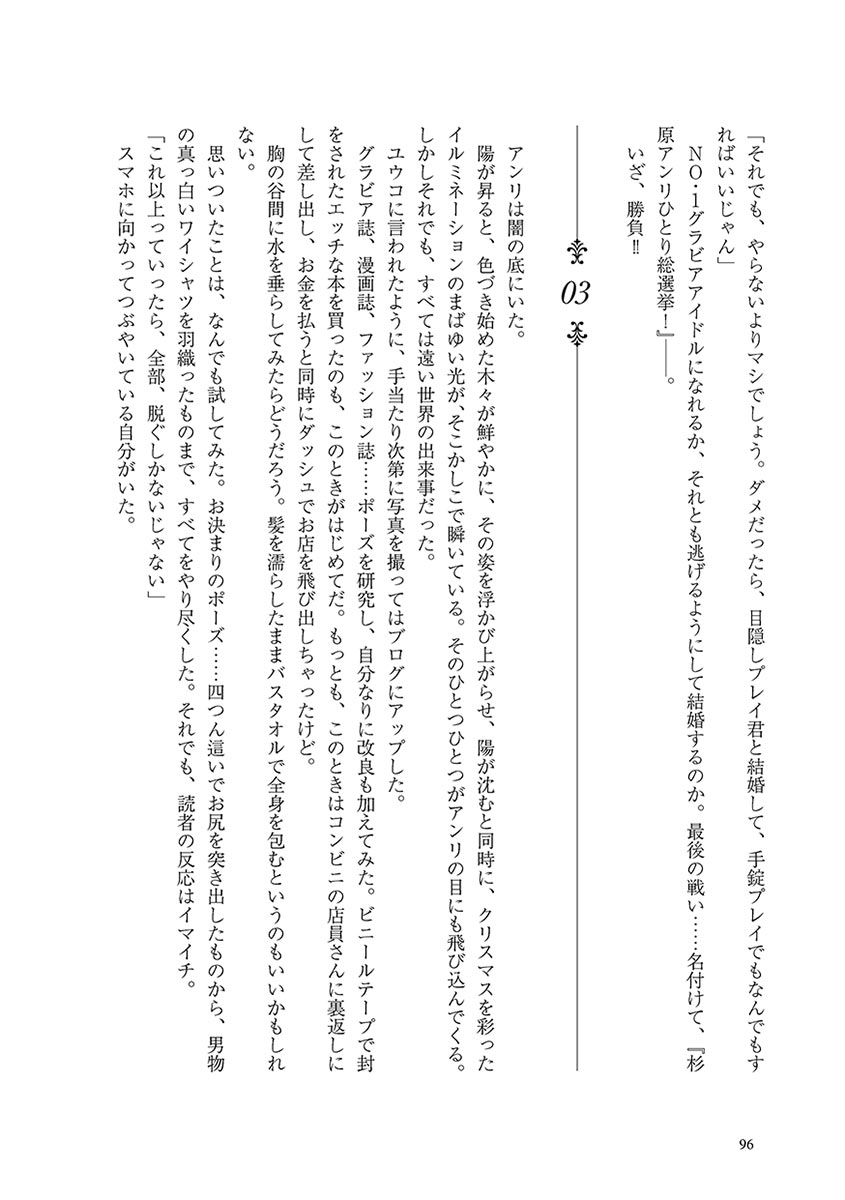 「それでも、やらないよりマシでしょう。ダメだったら、目隠しプレイ君と結婚して、手錠プレイでもなんでもす
ればいいじゃん」
　ＮＯ・１グラビアアイドルになれるか、それとも逃げるようにして結婚するのか。最後の戦い……名付けて、『杉
原アンリひとり総選挙！』――。
　いざ、勝負‼
03
　アンリは闇の底にいた。
　陽が昇ると、色づき始めた木々が鮮やかに、その姿を浮かび上がらせ、陽が沈むと同時に、クリスマスを彩った
イルミネーションのまばゆい光が、そこかしこで瞬いている。そのひとつひとつがアンリの目にも飛び込んでくる。
しかしそれでも、すべては遠い世界の出来事だった。
　ユウコに言われたように、手当たり次第に写真を撮ってはブログにアップした。
　グラビア誌、漫画誌、ファッション誌……ポーズを研究し、自分なりに改良も加えてみた。ビニールテープで封
をされたエッチな本を買ったのも、このときがはじめてだ。もっとも、このときはコンビニの店員さんに裏返しに
して差し出し、お金を払うと同時にダッシュでお店を飛び出しちゃったけど。
　胸の谷間に水を垂らしてみたらどうだろう。髪を濡らしたままバスタオルで全身を包むというのもいいかもしれ
ない。
　思いついたことは、なんでも試してみた。お決まりのポーズ……四つん這いでお尻を突き出したものから、男物
の真っ白いワイシャツを羽織ったものまで、すべてをやり尽くした。それでも、読者の反応はイマイチ。
「これ以上っていったら、全部、脱ぐしかないじゃない」
　スマホに向かってつぶやいている自分がいた。
96